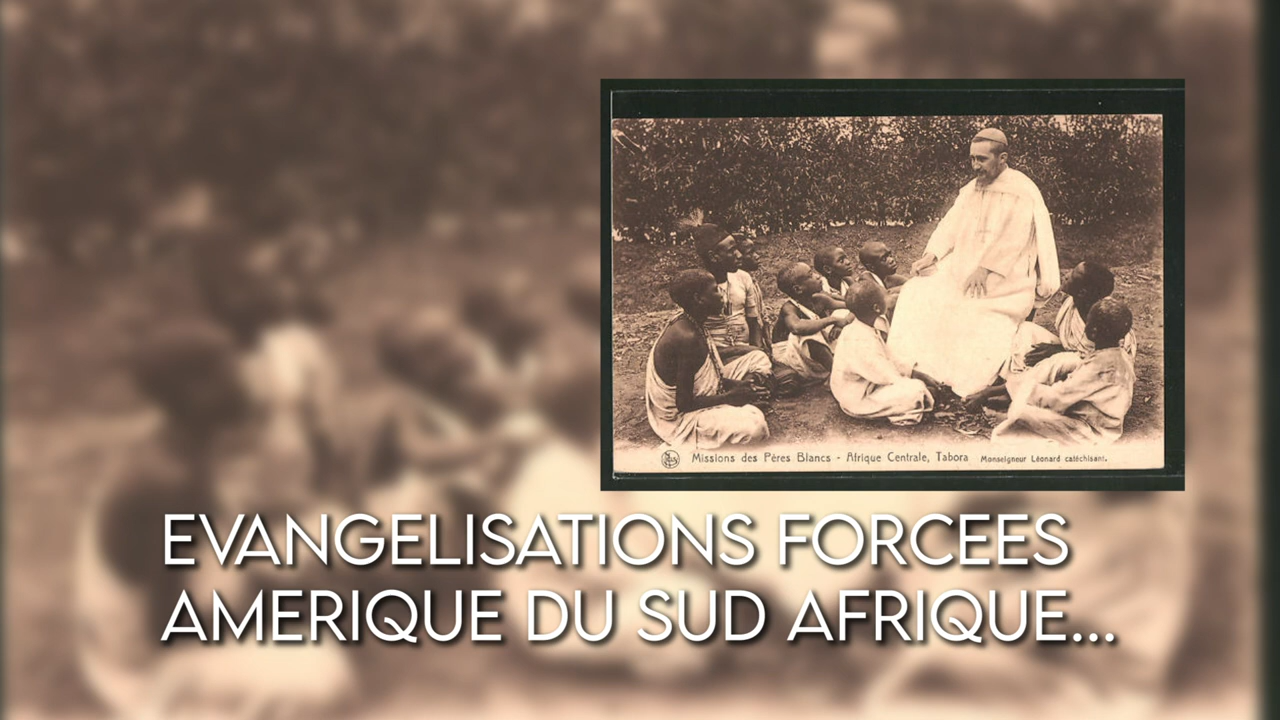 Missions des Pères Blancs - Afrique Centrale, Tabora Monseigneur Léonard catéchisant.
EVANGELISATIONS FORCEES
AMERIQUE DU SUD AFRIQUE...